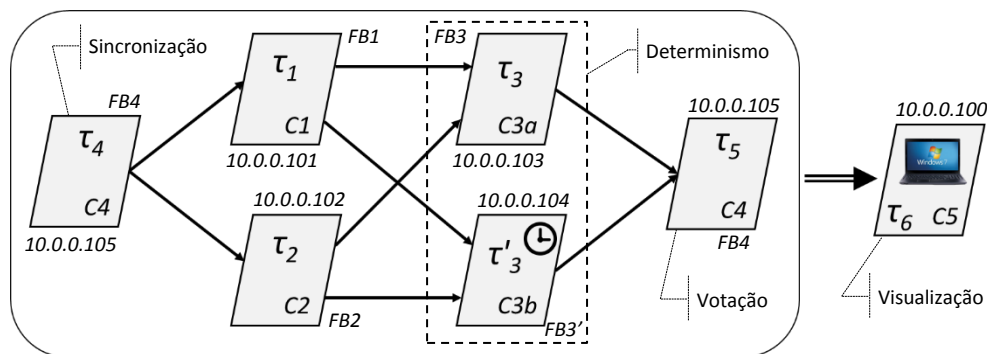 Sincronização
FB4
τ4
C4
10.0.0.105
FB1
τ1
C1
10.0.0.101
10.0.0.102
τ2
C2
FB2
FB3
τ3
C3a
10.0.0.103
10.0.0.104
τ'3
C3b
FB3'
Determinismo
10.0.0.105
τ5
C4
FB4
Votação
10.0.0.100
Windows 7
τ6 C5
Visualização